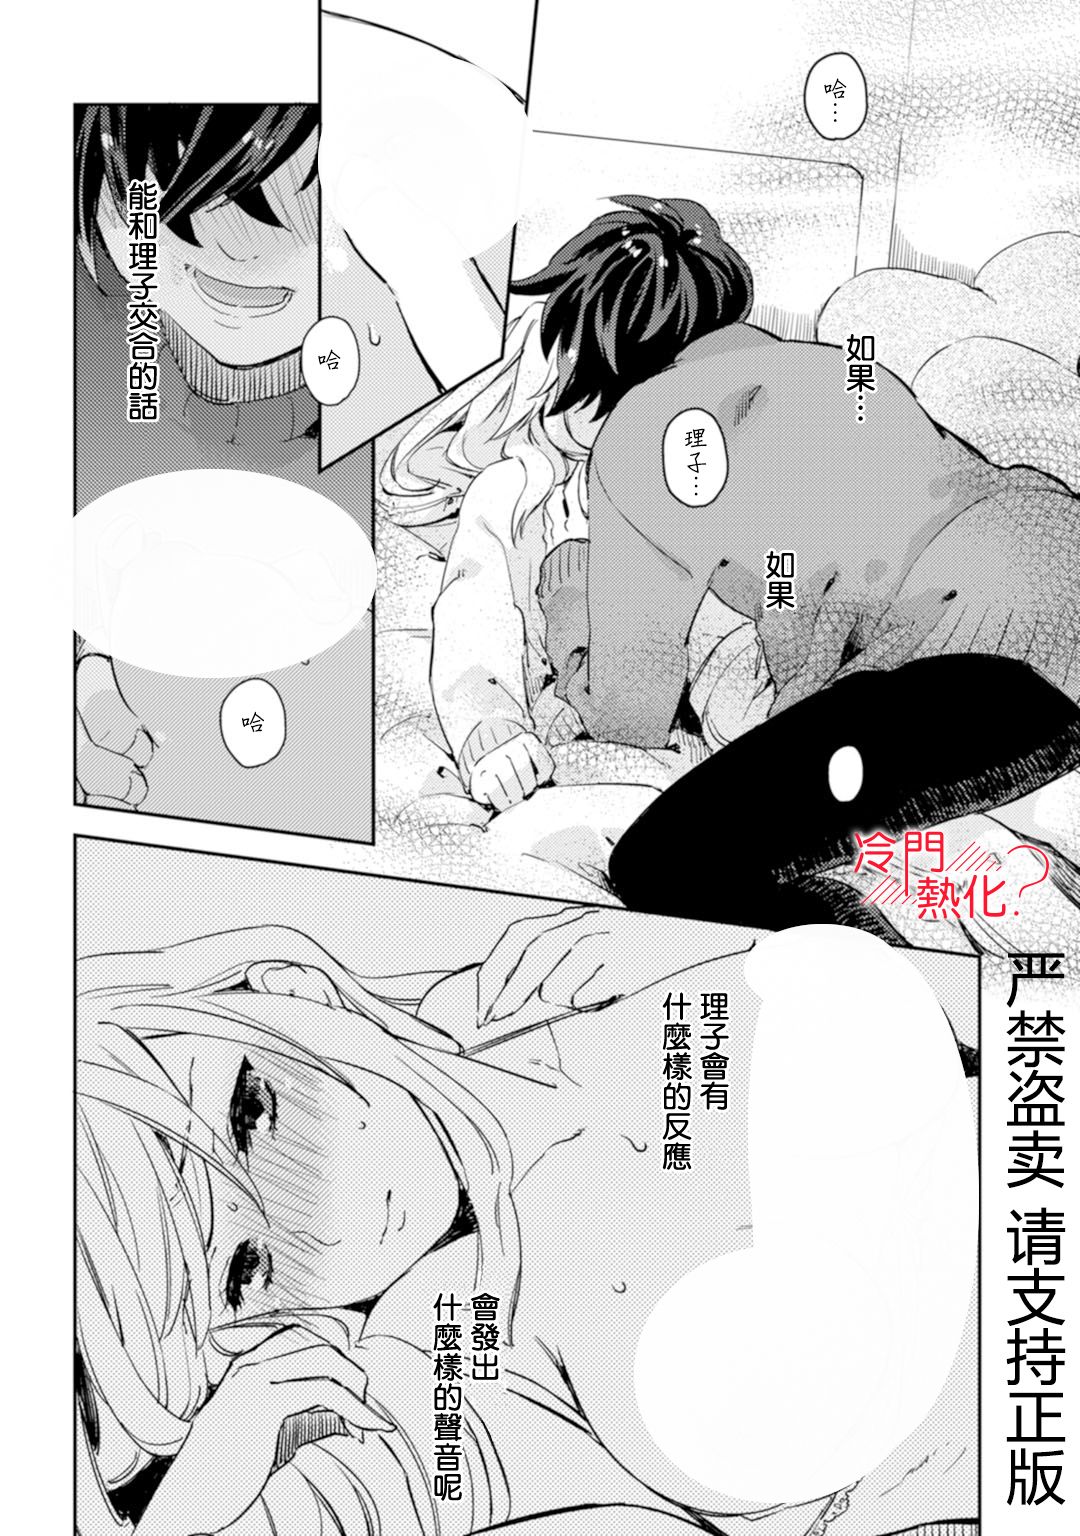 哈…
如果…
理子…
如果
哈
能和理子交合的話
哈
理子會有
什麼樣的反應
會發出
什麼樣的聲音呢
冷門
熱化?
严禁盗卖 请支持正版